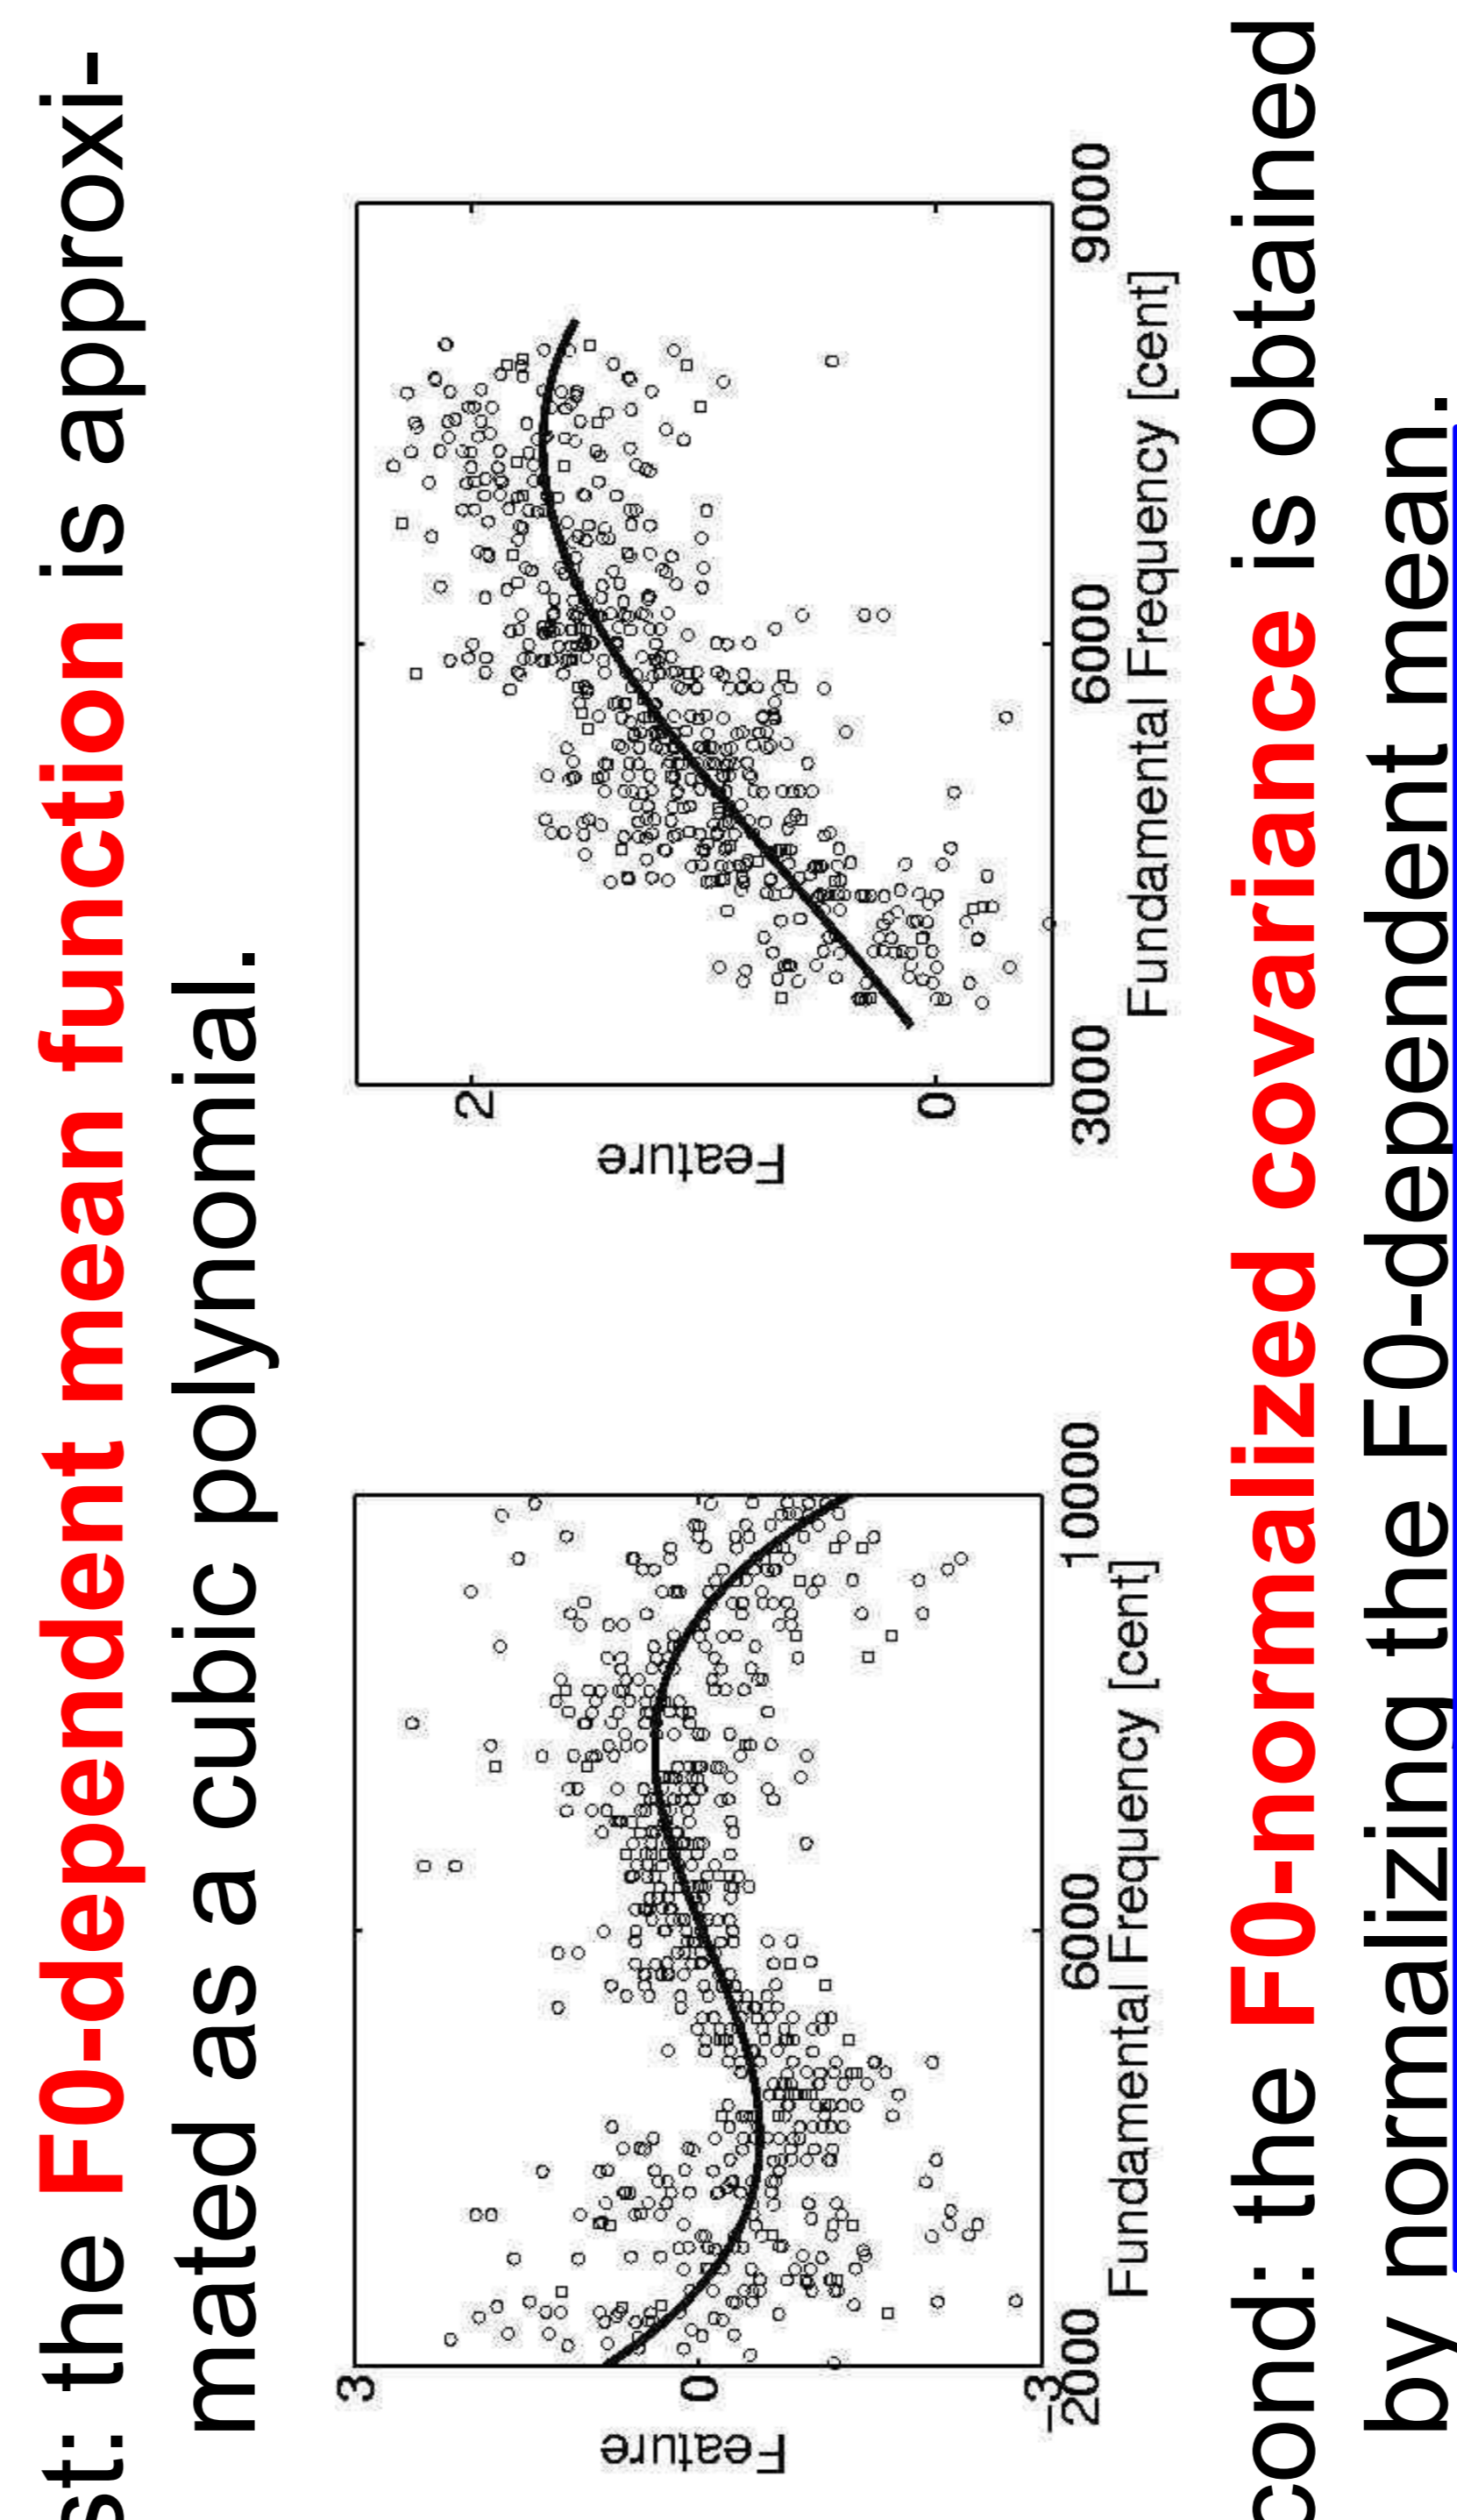 st: the F0-dependent mean function is approxi-
mated as a cubic polynomial.
3
0
-3
Feature
2000
6000
10000
Fundamental Frequency [cent]
2
0
Feature
3000
6000
9000
Fundamental Frequency [cent]
cond: the F0-normalized covariance is obtained
by normalizing the F0-dependent mean.